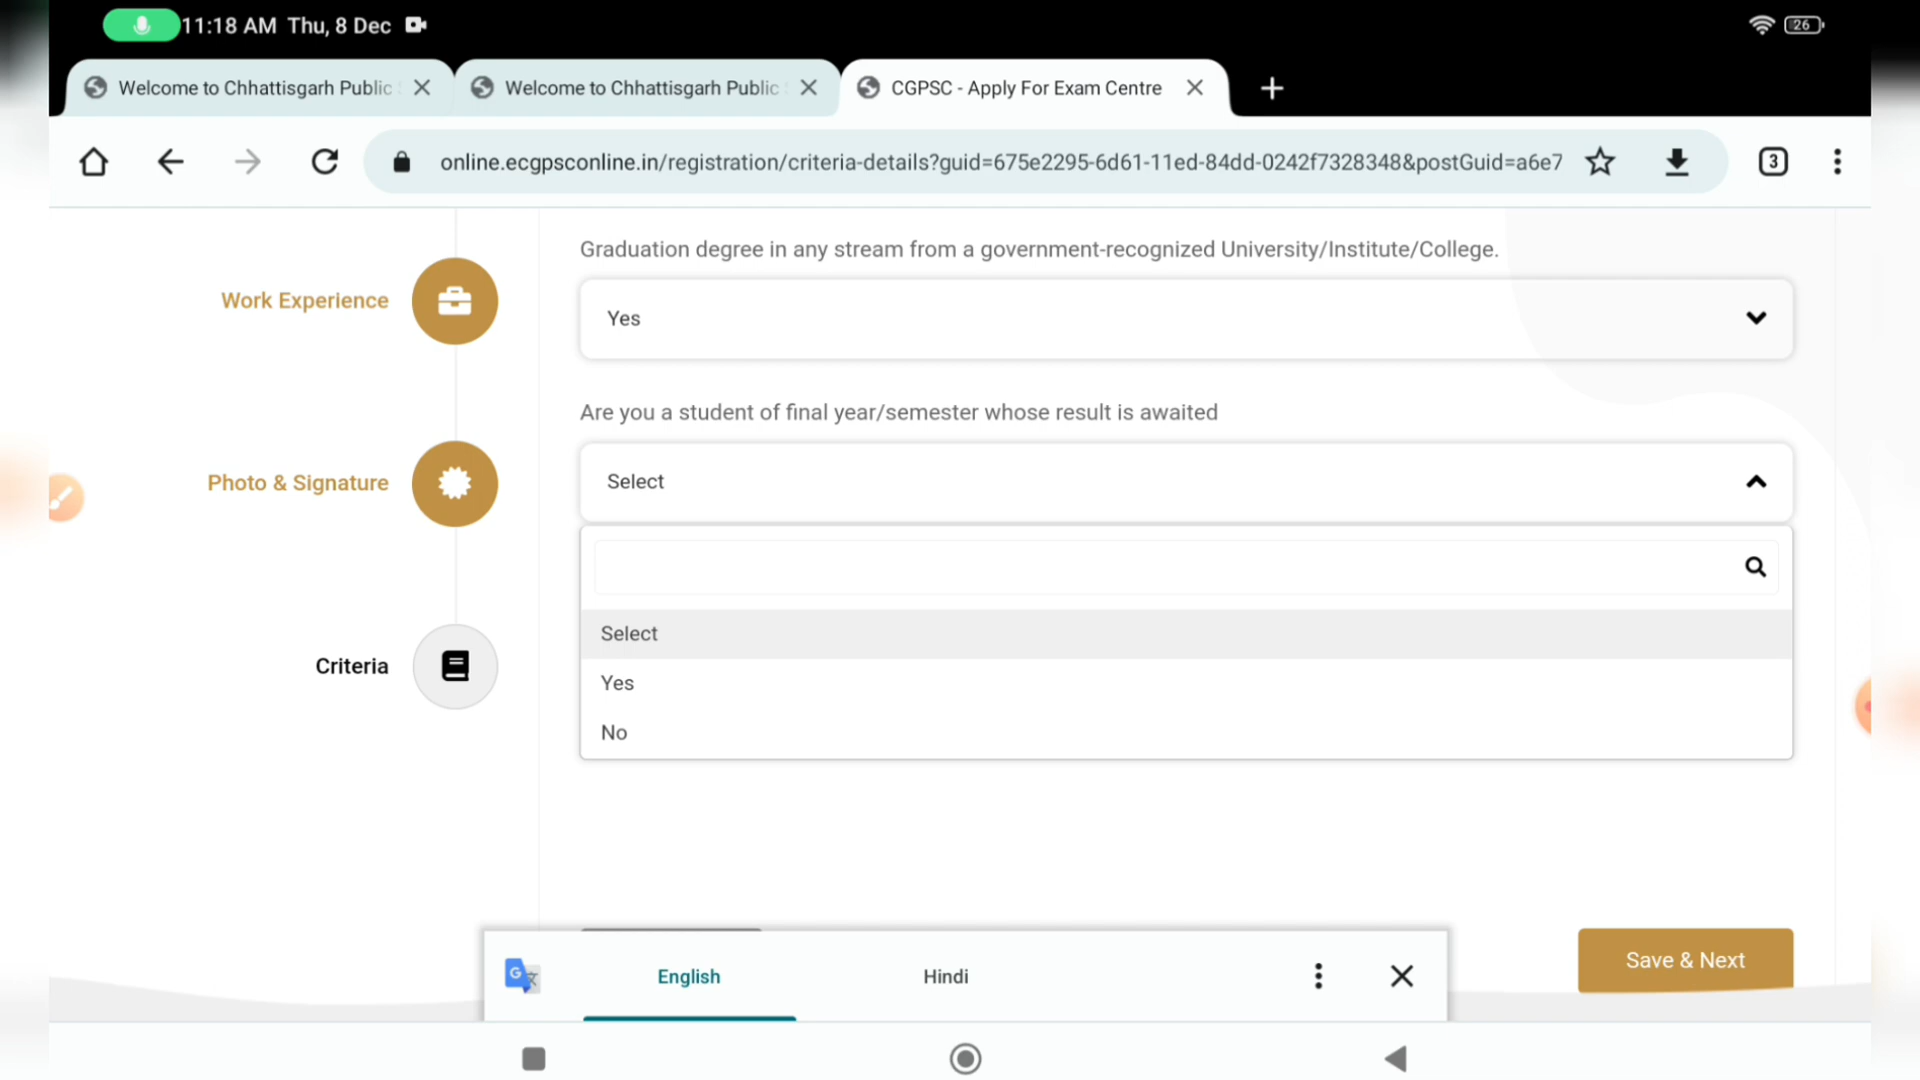 11:18 AM Thu, 8 Dec
26
Welcome to Chhattisgarh Public
Welcome to Chhattisgarh Public
CGPSC - Apply For Exam Centre
online.ecgpsconline.in/registration/criteria-details?guid=675e2295-6d61-11ed-84dd-0242f7328348&postGuid=a6e7
3
Graduation degree in any stream from a government-recognized University/Institute/College.
Work Experience
Yes
Are you a student of final year/semester whose result is awaited
Photo & Signature
Select
Select
Criteria
Yes
No
Save & Next
English
Hindi